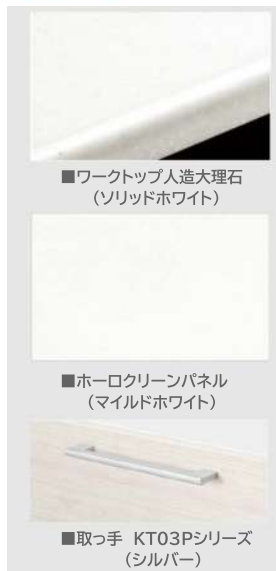 ■ワークトップ人造大理石
(ソリッドホワイト)
■ホーロクリーンパネル
(マイルドホワイト)
■取っ手 KT03Pシリーズ
(シルバー)